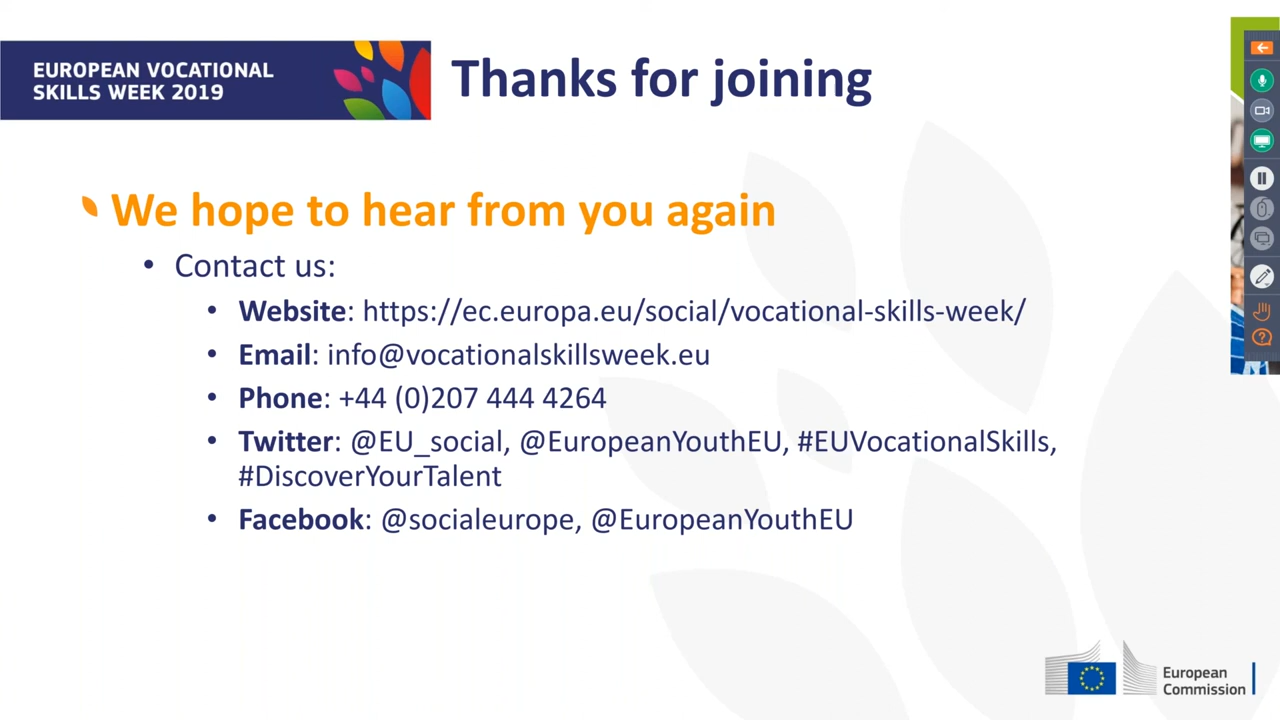 EUROPEAN VOCATIONAL
SKILLS WEEK 2019
Thanks for joining
We hope to hear from you again
• Contact us:
• Website: https://ec.europa.eu/social/vocational-skills-week/
• Email: info@vocationalskillsweek.eu
• Phone: +44 (0)207 444 4264
• Twitter: @EU_social, @EuropeanYouthEU, #EUVocationalSkills,
#DiscoverYourTalent
• Facebook: @socialeurope, @EuropeanYouthEU
European
Commission